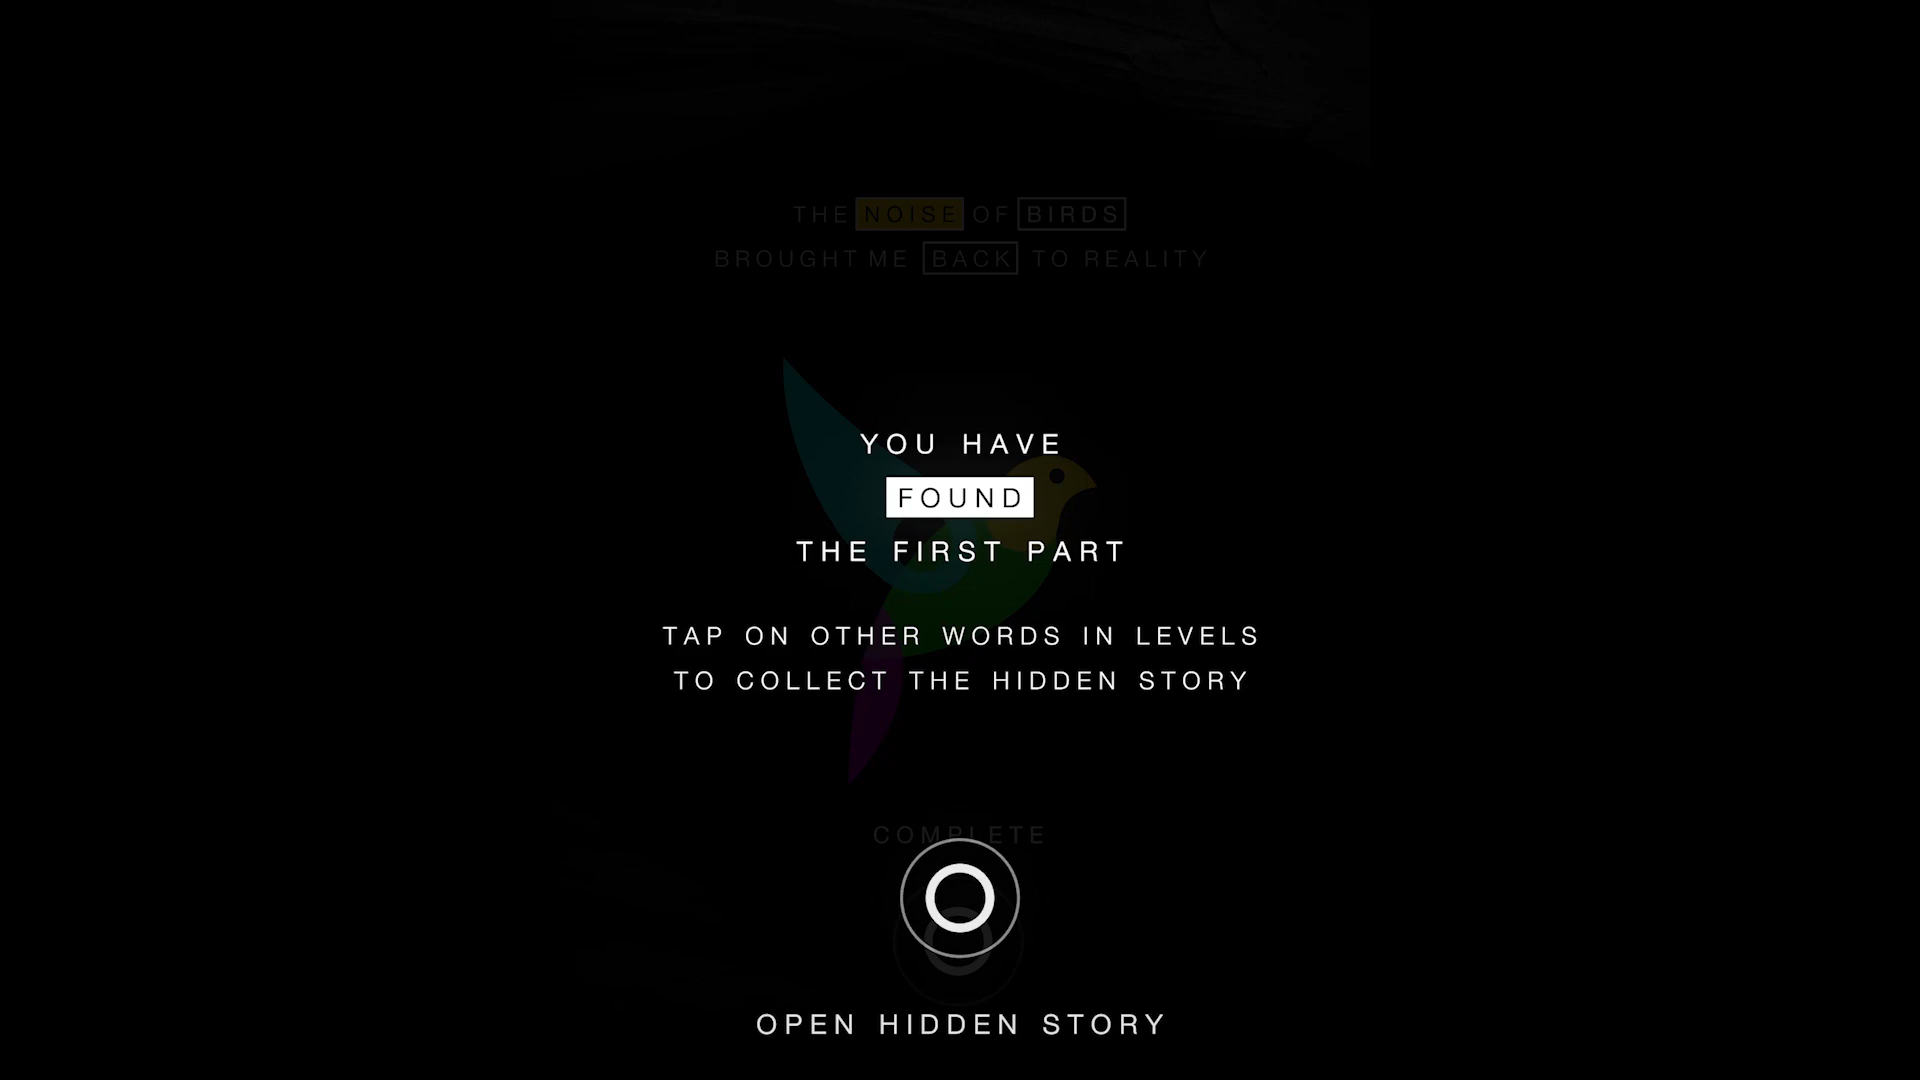 THE NOISE OF BIRDS
BROUGHT ME BACK TO REALITY
YOU HAVE
FOUND
THE FIRST PART
TAP ON OTHER WORDS IN LEVELS
TO COLLECT THE HIDDEN STORY
COMPLETE
OPEN HIDDEN STORY